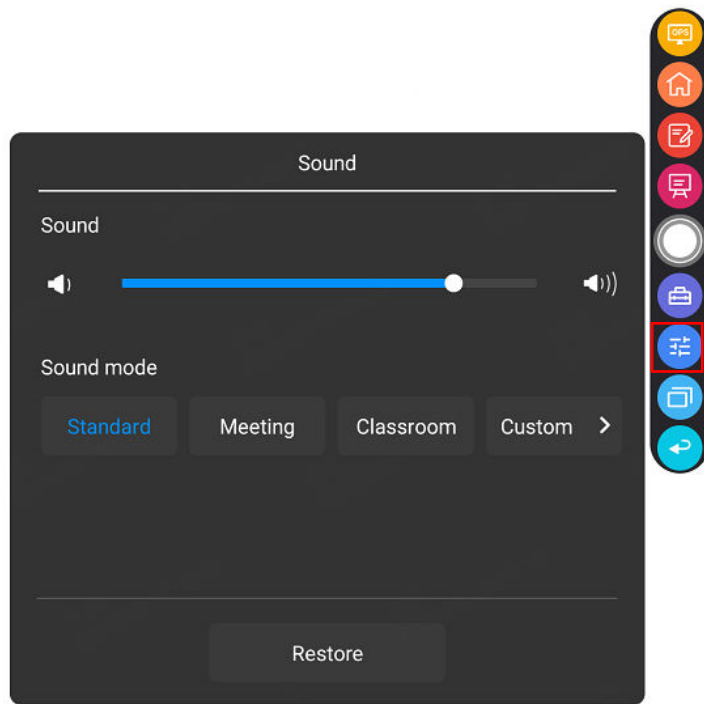 OPS
Sound
Sound
Sound mode
Standard Meeting Classroom Custom
Restore